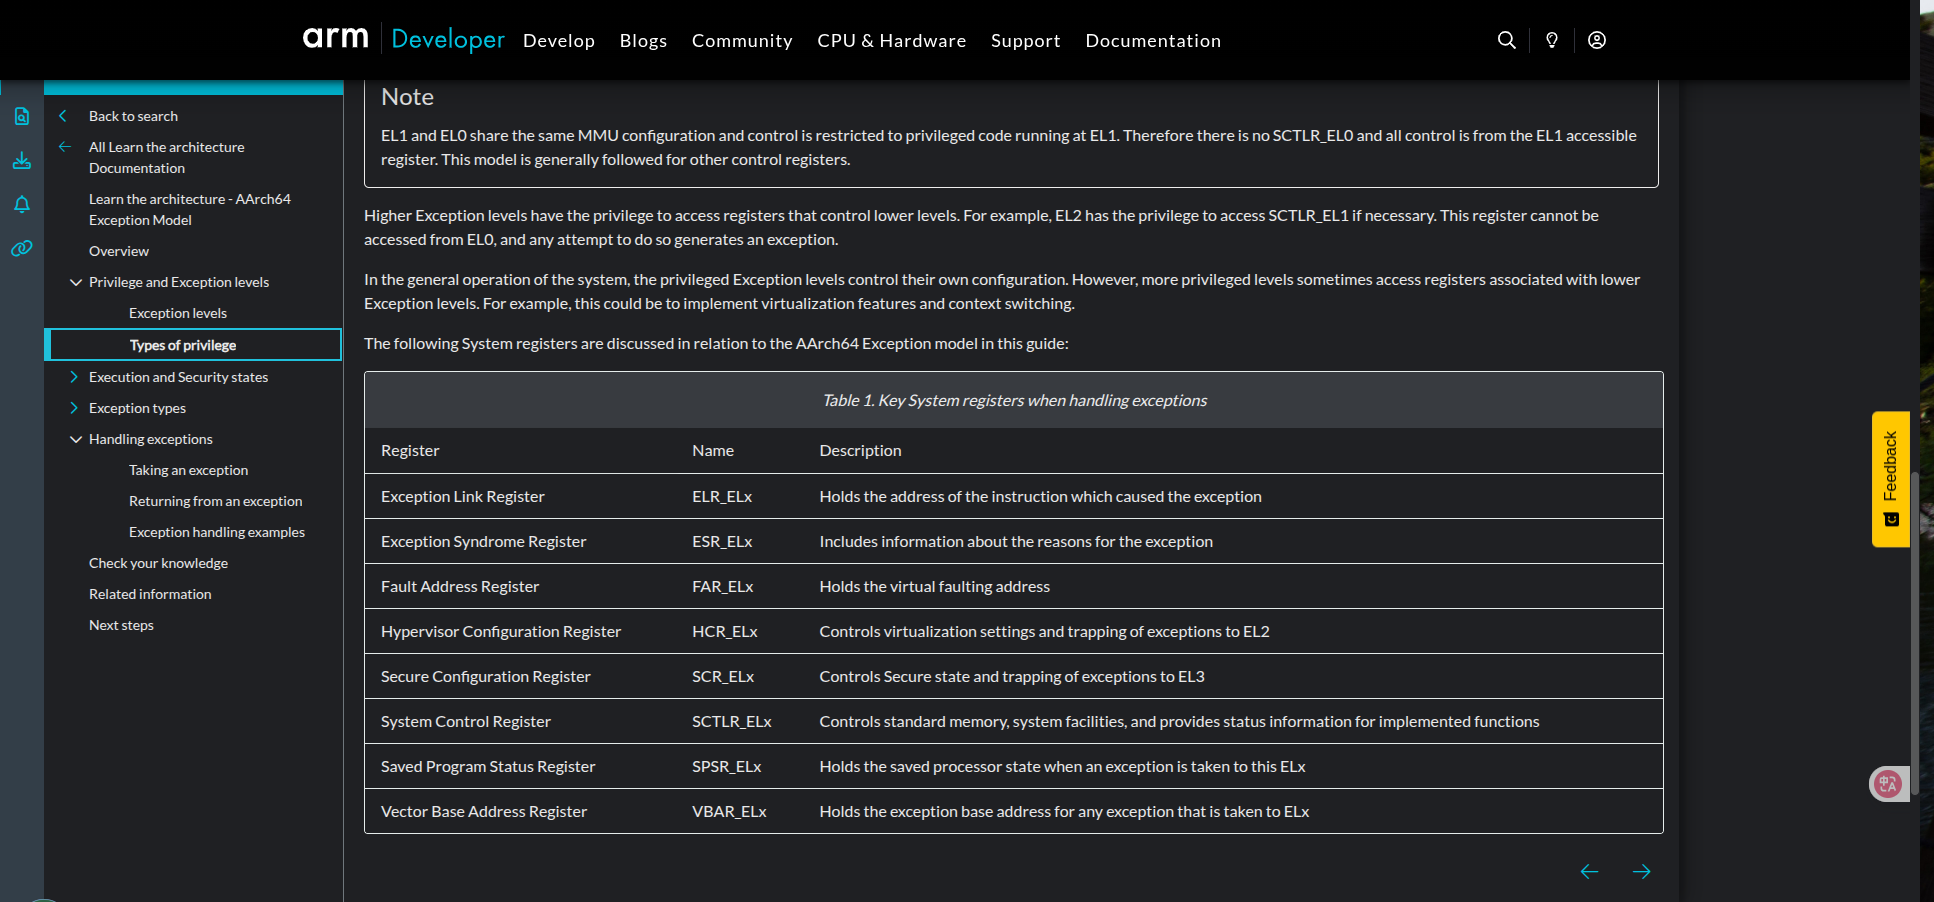 arm Developer Develop Blogs Community CPU & Hardware Support Documentation
Back to search
All Learn the architecture
Documentation
Learn the architecture - AArch64
Exception Model
Overview
Privilege and Exception levels
Exception levels
Types of privilege
Execution and Security states
Exception types
Handling exceptions
Taking an exception
Returning from an exception
Exception handling examples
Check your knowledge
Related information
Next steps
Note
EL1 and EL0 share the same MMU configuration and control is restricted to privileged code running at EL1. Therefore there is no SCTLR_EL0 and all control is from the EL1 accessible
register. This model is generally followed for other control registers.
Higher Exception levels have the privilege to access registers that control lower levels. For example, EL2 has the privilege to access SCTLR_EL1 if necessary. This register cannot be
accessed from EL0, and any attempt to do so generates an exception.
In the general operation of the system, the privileged Exception levels control their own configuration. However, more privileged levels sometimes access registers associated with lower
Exception levels. For example, this could be to implement virtualization features and context switching.
The following System registers are discussed in relation to the AArch64 Exception model in this guide:
Table 1. Key System registers when handling exceptions
Register Name Description
Exception Link Register ELR_ELx Holds the address of the instruction which caused the exception
Exception Syndrome Register ESR_ELx Includes information about the reasons for the exception
Fault Address Register FAR_ELx Holds the virtual faulting address
Hypervisor Configuration Register HCR_ELx Controls virtualization settings and trapping of exceptions to EL2
Secure Configuration Register SCR_ELx Controls Secure state and trapping of exceptions to EL3
System Control Register SCTLR_ELx Controls standard memory, system facilities, and provides status information for implemented functions
Saved Program Status Register SPSR_ELx Holds the saved processor state when an exception is taken to this ELx
Vector Base Address Register VBAR_ELx Holds the exception base address for any exception that is taken to ELx
Feedback
中A